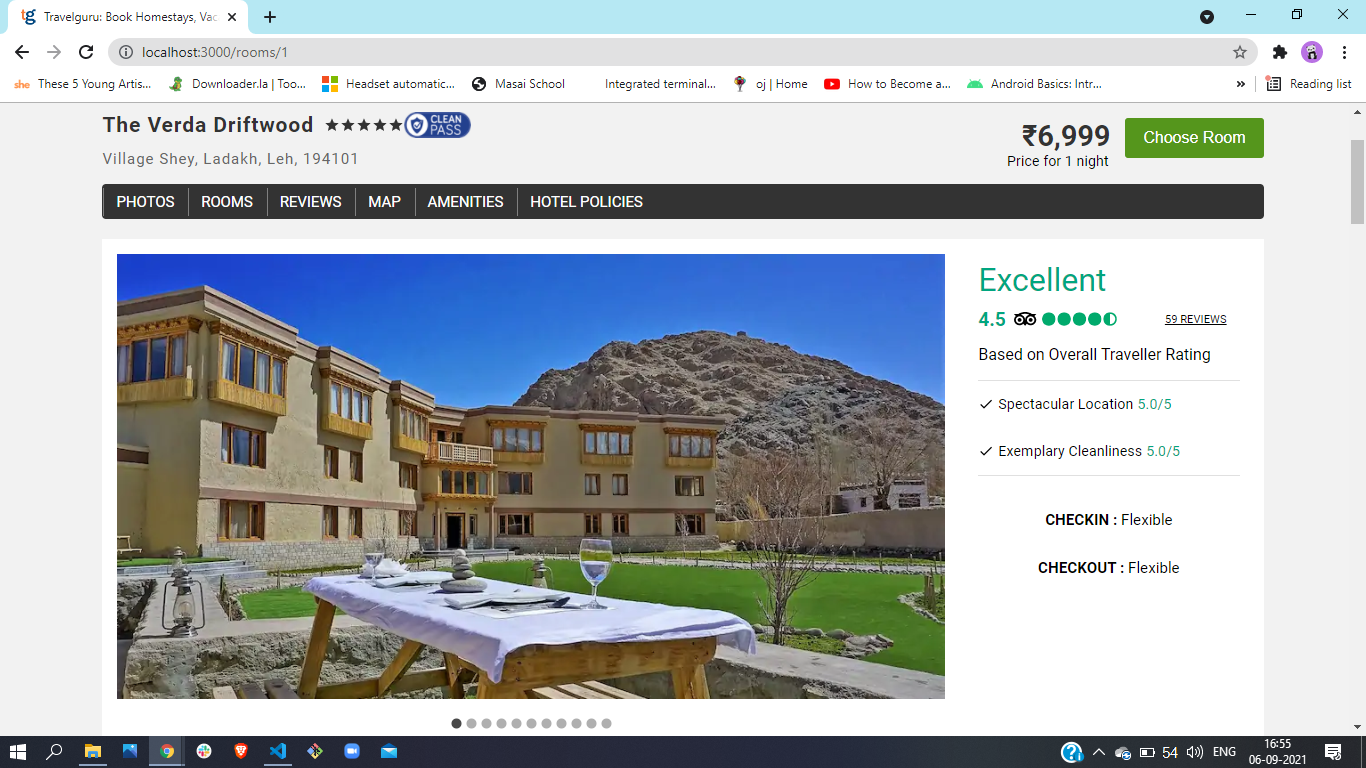 tg Travelguru: Book Homestays, Vac
localhost:3000/rooms/1
she These 5 Young Artis... Downloader.la | Too... Headset automatic... Masai School Integrated terminal... oj | Home How to Become a... Android Basics: Intr... » Reading list
The Verda Driftwood CLEAN PASS
Village Shey, Ladakh, Leh, 194101
₹6,999
Price for 1 night
Choose Room
PHOTOS ROOMS REVIEWS MAP AMENITIES HOTEL POLICIES
Excellent
4.5 59 REVIEWS
Based on Overall Traveller Rating
Spectacular Location 5.0/5
Exemplary Cleanliness 5.0/5
CHECKIN : Flexible
CHECKOUT : Flexible
54 ENG 16:55
06-09-2021